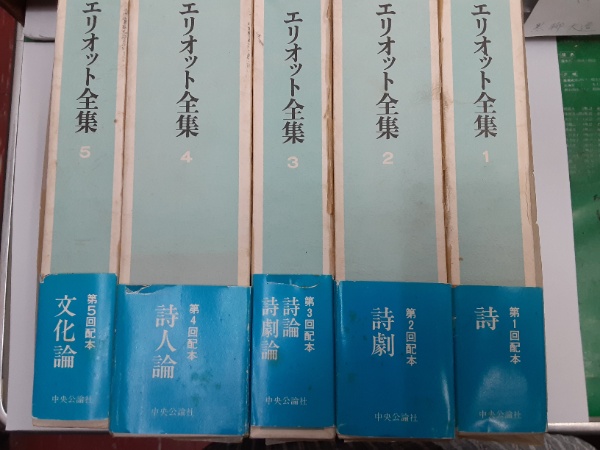 エリオット全集
1
第1回配本
詩
エリオット全集
2
第2回配本
詩劇
中央公論社
エリオット全集
3
第3回配本
詩論
詩劇論
中央公論社
エリオット全集
4
第4回配本
詩人論
中央公論社
エリオット全集
5
第5回配本
文化論
中央公論社
中央公論社